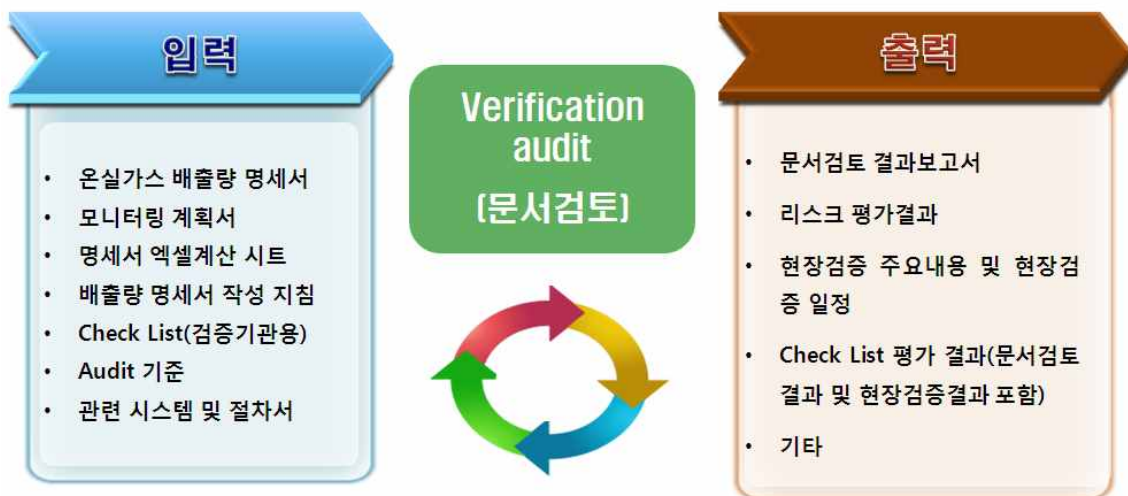 입력
• 온실가스 배출량 명세서
• 모니터링 계획서
• 명세서 엑셀계산 시트
• 배출량 명세서 작성 지침
• Check List(검증기관용)
• Audit 기준
• 관련 시스템 및 절차서
Verification
audit
(문서검토)
출력
• 문서검토 결과보고서
• 리스크 평가결과
• 현장검증 주요내용 및 현장검
증 일정
• Check List 평가 결과(문서검토
결과 및 현장검증결과 포함)
• 기타